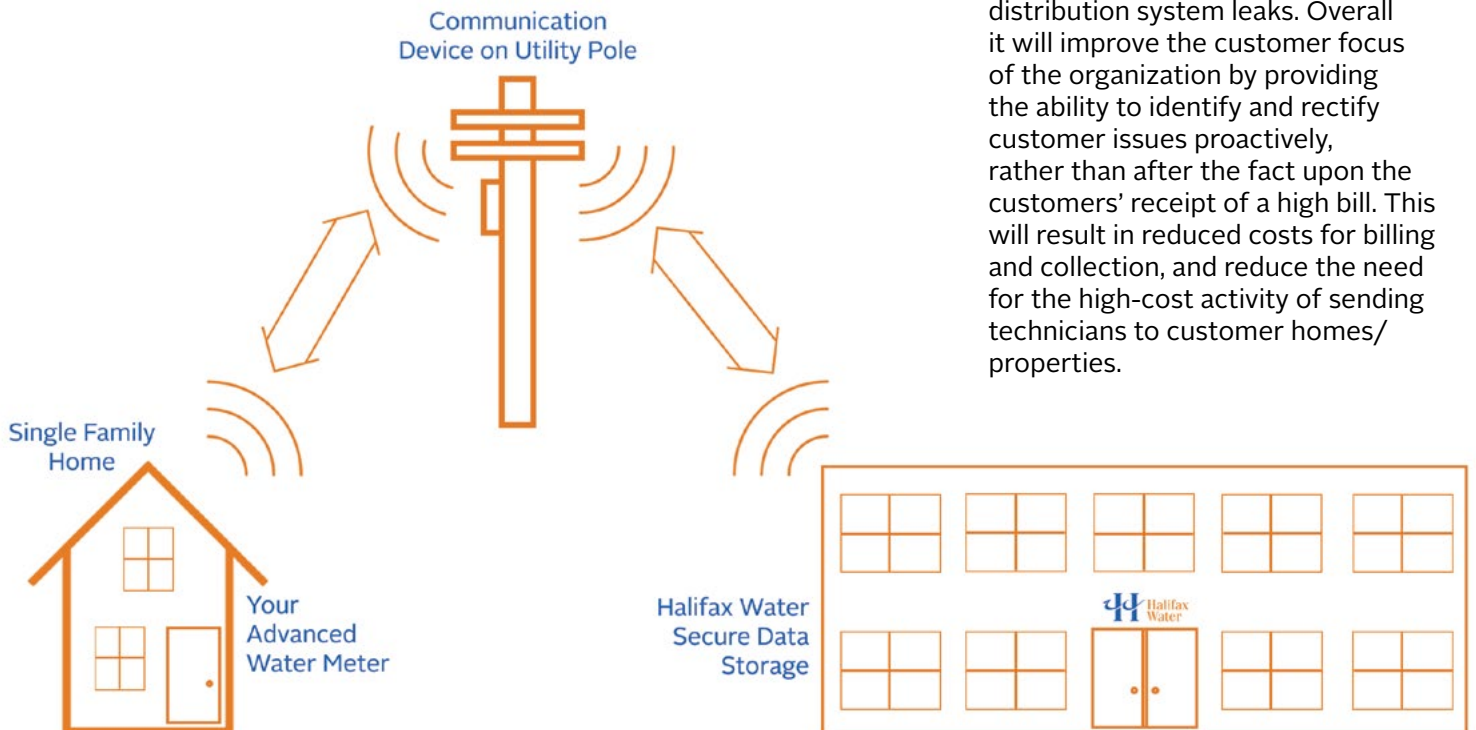 Communication
Device on Utility Pole
distribution system leaks. Overall
it will improve the customer focus
of the organization by providing
the ability to identify and rectify
customer issues proactively,
rather than after the fact upon the
customers’ receipt of a high bill. This
will result in reduced costs for billing
and collection, and reduce the need
for the high-cost activity of sending
technicians to customer homes/
properties.
Single Family
Home
Your
Advanced
Water Meter
Halifax Water
Secure Data
Storage
Halifax
Water